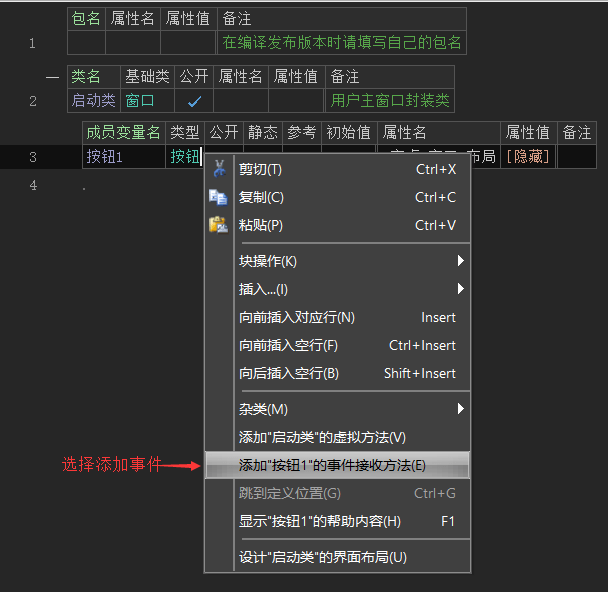 包名 属性名 属性值 备注
1 在编译发布版本时请填写自己的包名
类名 基础类 公开 属性名 属性值 备注
2 启动类 窗口 用户主窗口封装类
成员变量名 类型 公开 静态 参考 初始值 属性名 属性值 备注
3 按钮1 按钮 布局 [隐藏]
4
剪切(T) Ctrl+X
复制(C) Ctrl+C
粘贴(P) Ctrl+V
块操作(K)
插入...(I)
向前插入对应行(N) Insert
向前插入空行(F) Ctrl+Insert
向后插入空行(B) Shift+Insert
杂类(M)
添加"启动类"的虚拟方法(V)
选择添加事件 添加"按钮1"的事件接收方法(E)
跳到定义位置(G) Ctrl+G
显示"按钮1"的帮助内容(H) F1
设计"启动类"的界面布局(U)